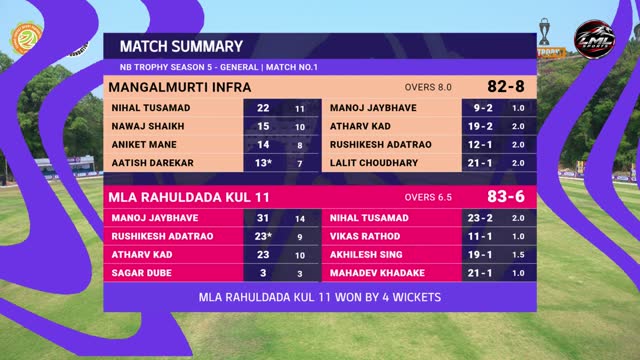 MATCH SUMMARY
NB TROPHY SEASON 5 - GENERAL | MATCH NO.1
MANGALMURTI INFRA OVERS 8.0 82-8
NIHAL TUSAMAD 22 11 MANOJ JAYBHAVE 9-2 1.0
NAWAJ SHAIKH 15 10 ATHARV KAD 19-2 2.0
ANIKET MANE 14 8 RUSHIKESH ADATRAO 12-1 2.0
AATISH DAREKAR 13* 7 LALIT CHOUDHARY 21-1 2.0
MLA RAHULDADA KUL 11 OVERS 6.5 83-6
MANOJ JAYBHAVE 31 14 NIHAL TUSAMAD 23-2 2.0
RUSHIKESH ADATRAO 23* 9 VIKAS RATHOD 11-1 1.0
ATHARV KAD 23 10 AKHILESH SING 19-1 1.5
SAGAR DUBE 3 3 MAHADEV KHADAKE 21-1 1.0
MLA RAHULDADA KUL 11 WON BY 4 WICKETS
LML
SPORTS